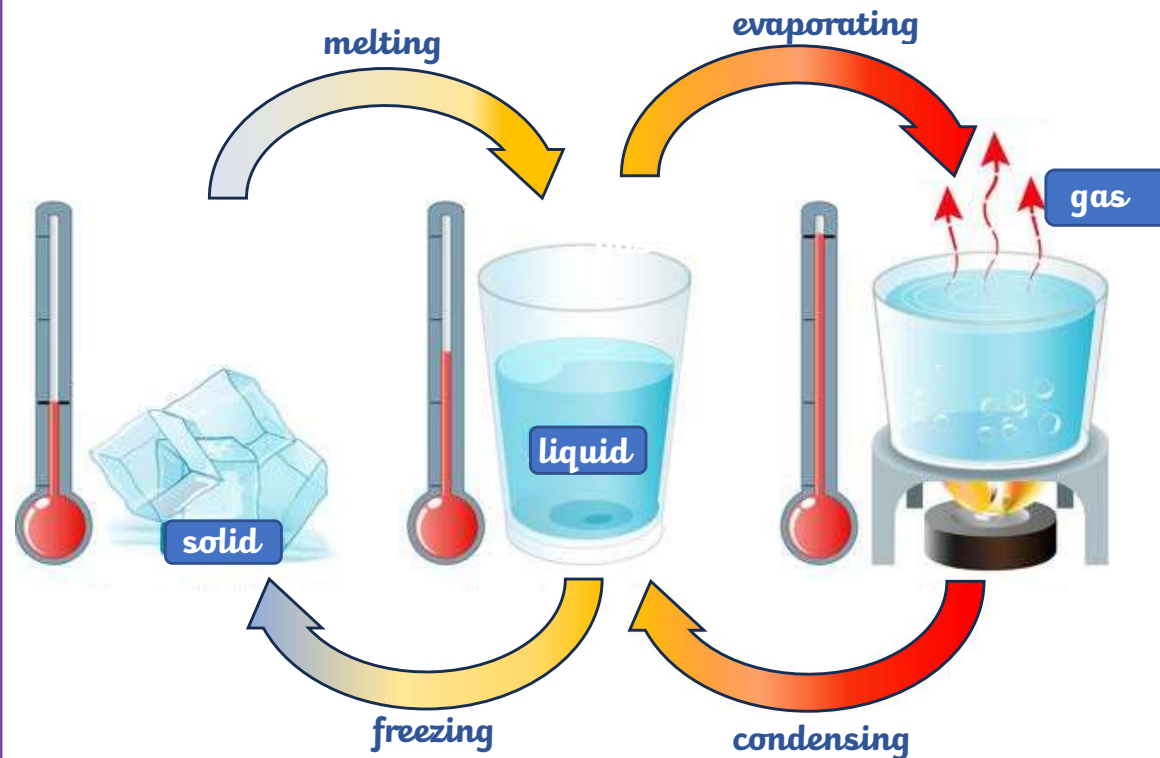 melting
evaporating
gas
liquid
solid
freezing
condensing